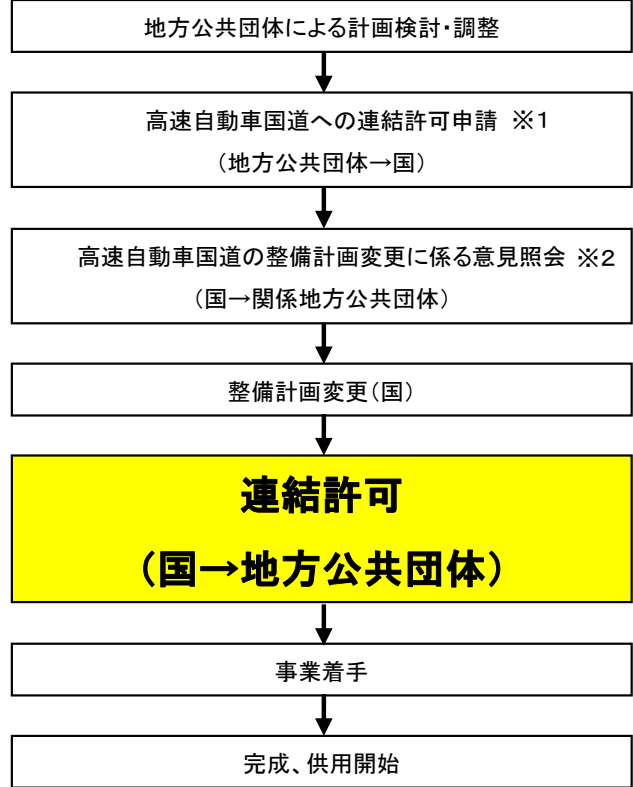 地方公共団体による計画検討・調整
高速自動車国道への連結許可申請 ※1
（地方公共団体→国）
高速自動車国道の整備計画変更に係る意見照会 ※2
（国→関係地方公共団体）
整備計画変更（国）
連結許可
（国→地方公共団体）
事業着手
完成、供用開始